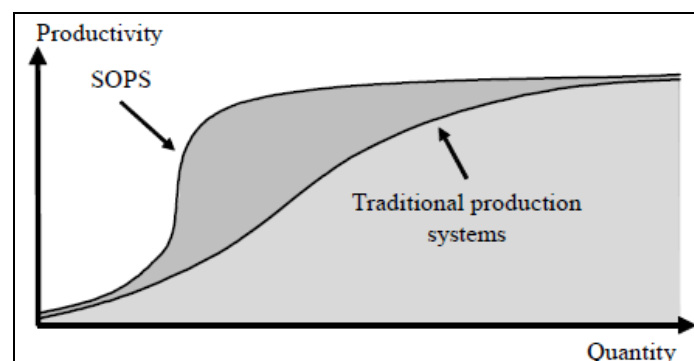 Productivity
SOPS
Traditional production
systems
Quantity